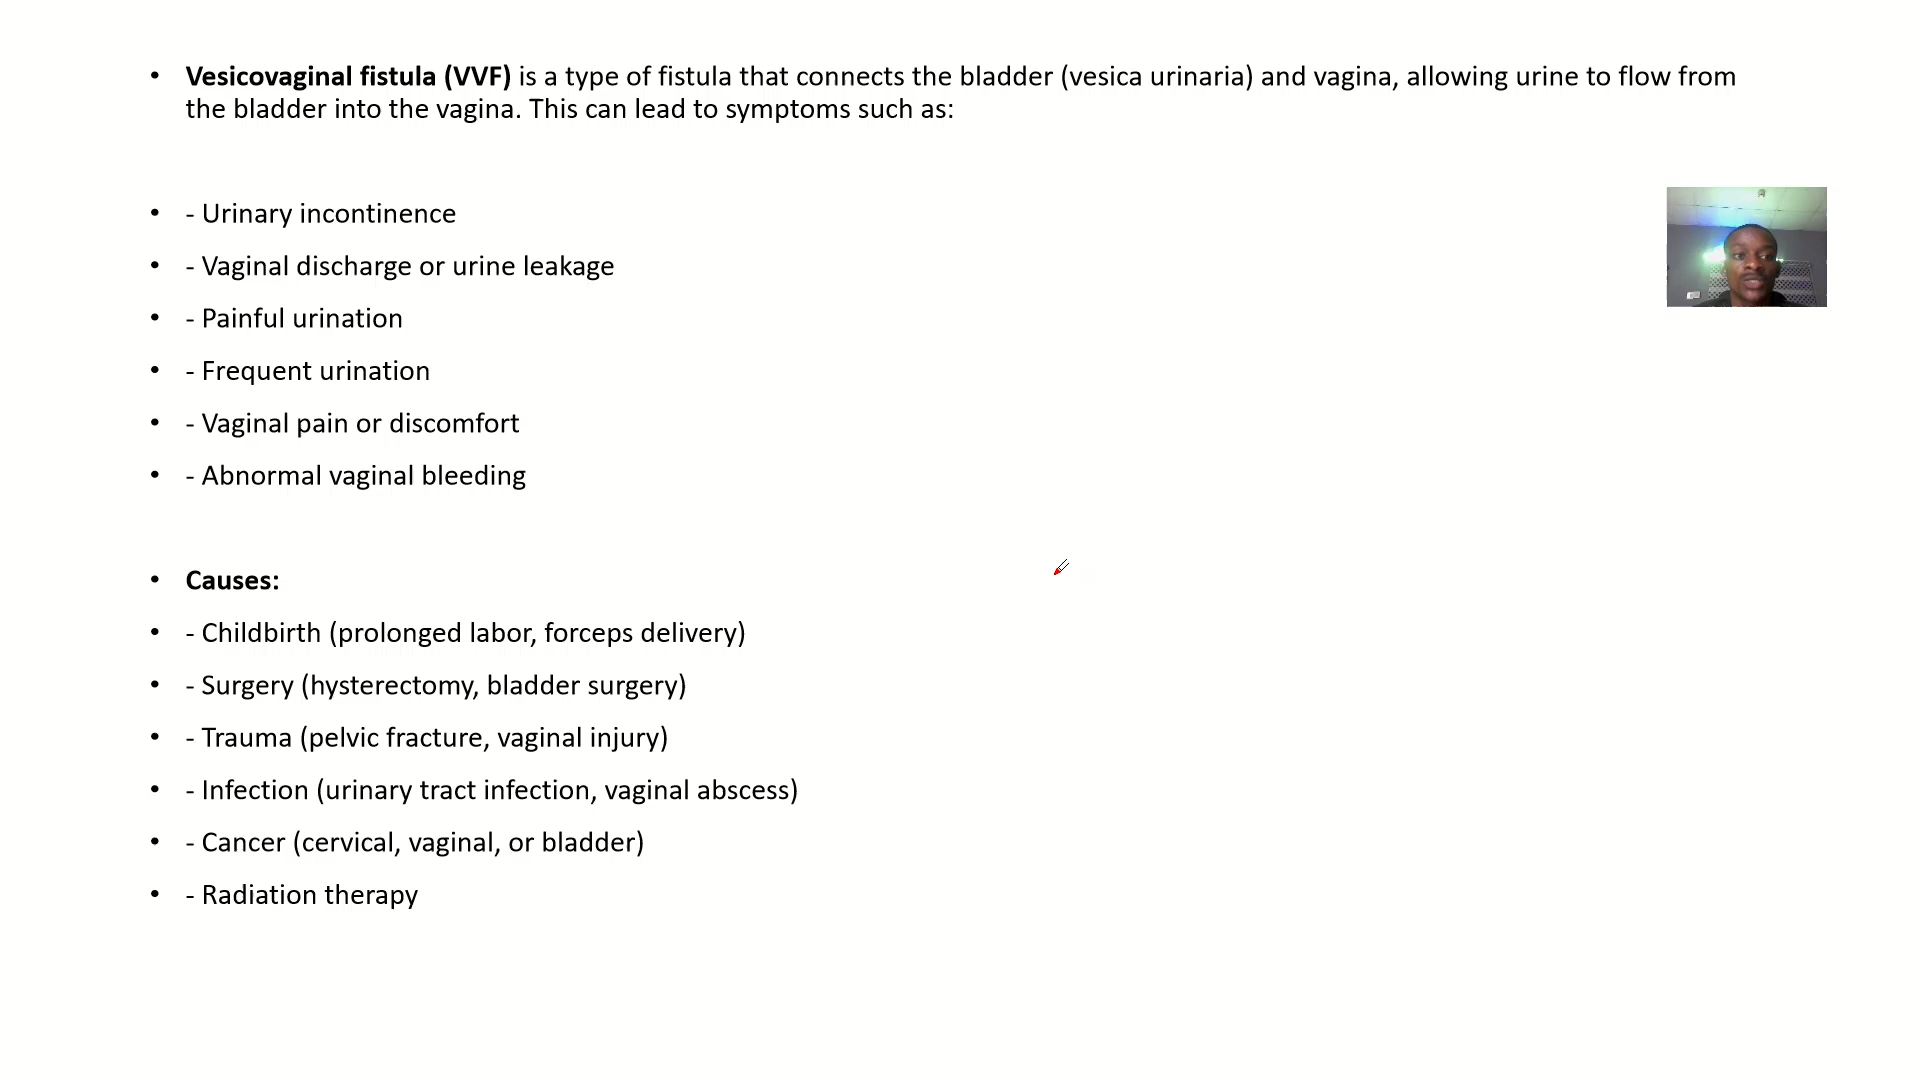 • Vesicovaginal fistula (VVF) is a type of fistula that connects the bladder (vesica urinaria) and vagina, allowing urine to flow from
the bladder into the vagina. This can lead to symptoms such as:
• - Urinary incontinence
• - Vaginal discharge or urine leakage
• - Painful urination
• - Frequent urination
• - Vaginal pain or discomfort
• - Abnormal vaginal bleeding
• Causes:
• - Childbirth (prolonged labor, forceps delivery)
• - Surgery (hysterectomy, bladder surgery)
• - Trauma (pelvic fracture, vaginal injury)
• - Infection (urinary tract infection, vaginal abscess)
• - Cancer (cervical, vaginal, or bladder)
• - Radiation therapy